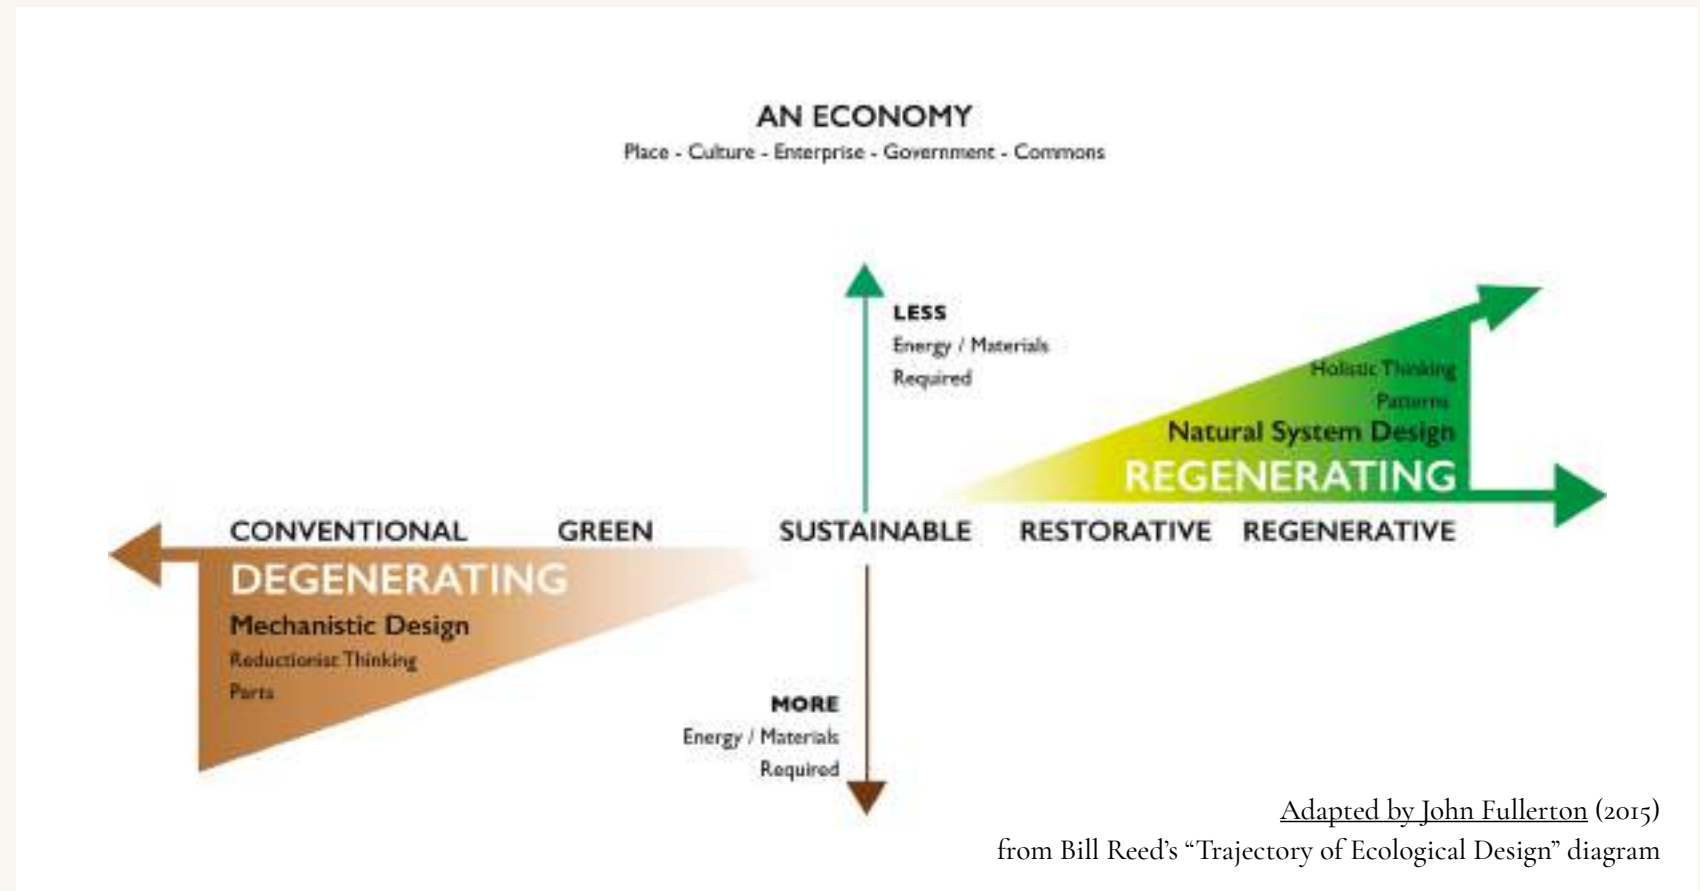 AN ECONOMY
Place - Culture - Enterprise - Government - Commons
LESS
Energy / Materials
Required
Holistic Thinking
Patterns
Natural System Design
REGENERATING
CONVENTIONAL GREEN SUSTAINABLE RESTORATIVE REGENERATIVE
DEGENERATING
Mechanistic Design
Reductionist Thinking
Parts
MORE
Energy / Materials
Required
Adapted by John Fullerton (2015)
from Bill Reed’s “Trajectory of Ecological Design” diagram